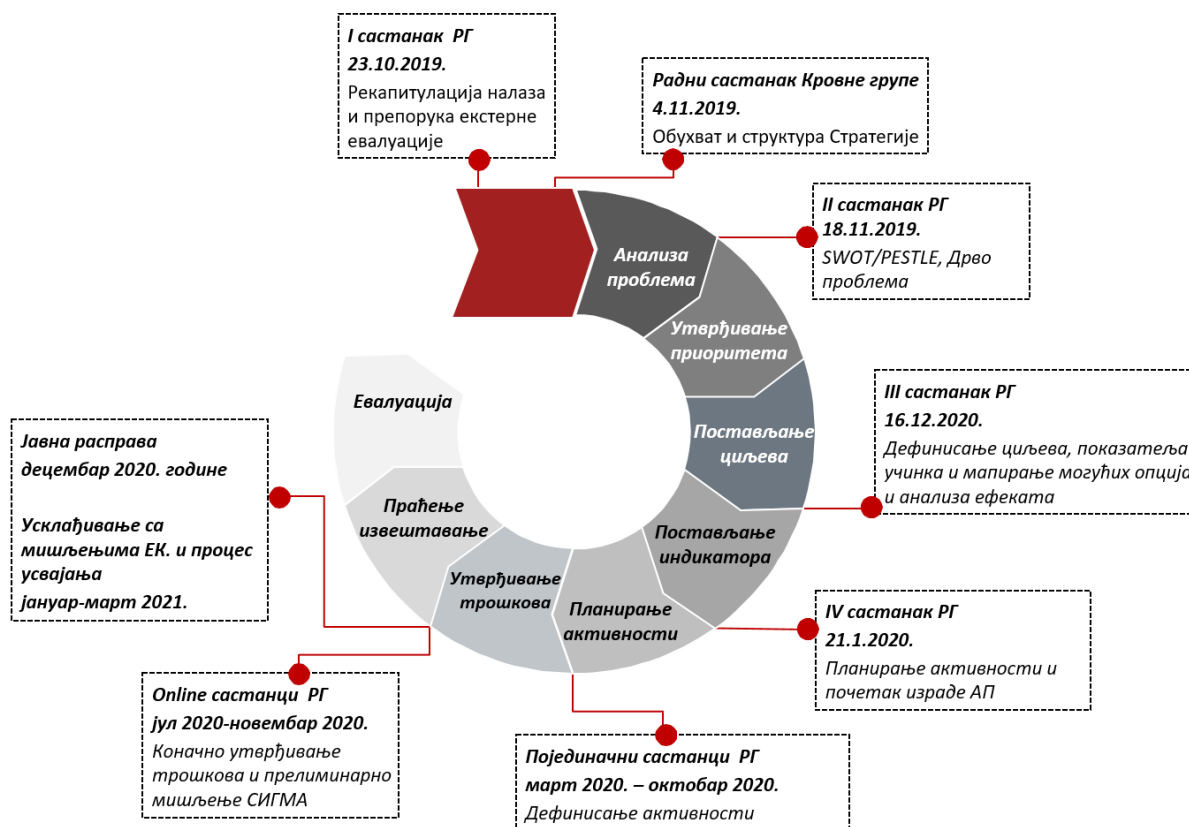 I састанак РГ
23.10.2019.
Рекапитулација налаза
и препорука екстерне
евалуације
Радни састанак Кровне групе
4.11.2019.
Обухват и структура Стратегије
II састанак РГ
18.11.2019.
SWOT/PESTLE, Дрво
проблема
III састанак РГ
16.12.2020.
Дефинисање циљева, показатеља
учинка и мапирање могућих опција
и анализа ефеката
IV састанак РГ
21.1.2020.
Планирање активности и
почетак израде АП
Појединачни састанци РГ
март 2020. – октобар 2020.
Дефинисање активности
Online састанци РГ
јул 2020-новембар 2020.
Коначно утврђивање
трошкова и прелиминарно
мишљење СИГМА
Јавна расправа
децембар 2020. године
Усклађивање са
мишљењима ЕК. и процес
усвајања
јануар-март 2021.
Анализа
проблема
Утврђивање
приоритета
Постављање
циљева
Постављање
индикатора
Планирање
активности
Утврђивање
трошкова
Праћење
извештавање
Евалуација